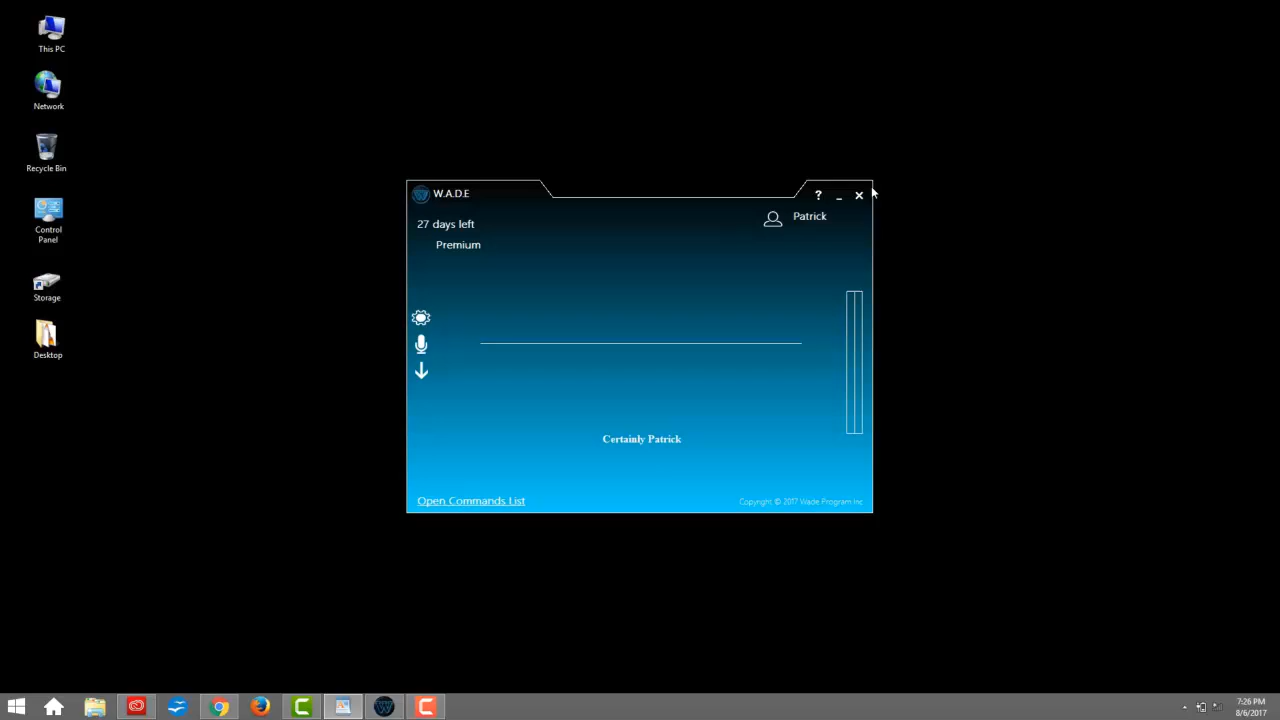 This PC
Network
Recycle Bin
Control
Panel
Storage
Desktop
W.A.D.E
?
27 days left
Patrick
Premium
Certainly Patrick
Open Commands List
Copyright © 2017 Wade Program Inc
7:26 PM
8/6/2017